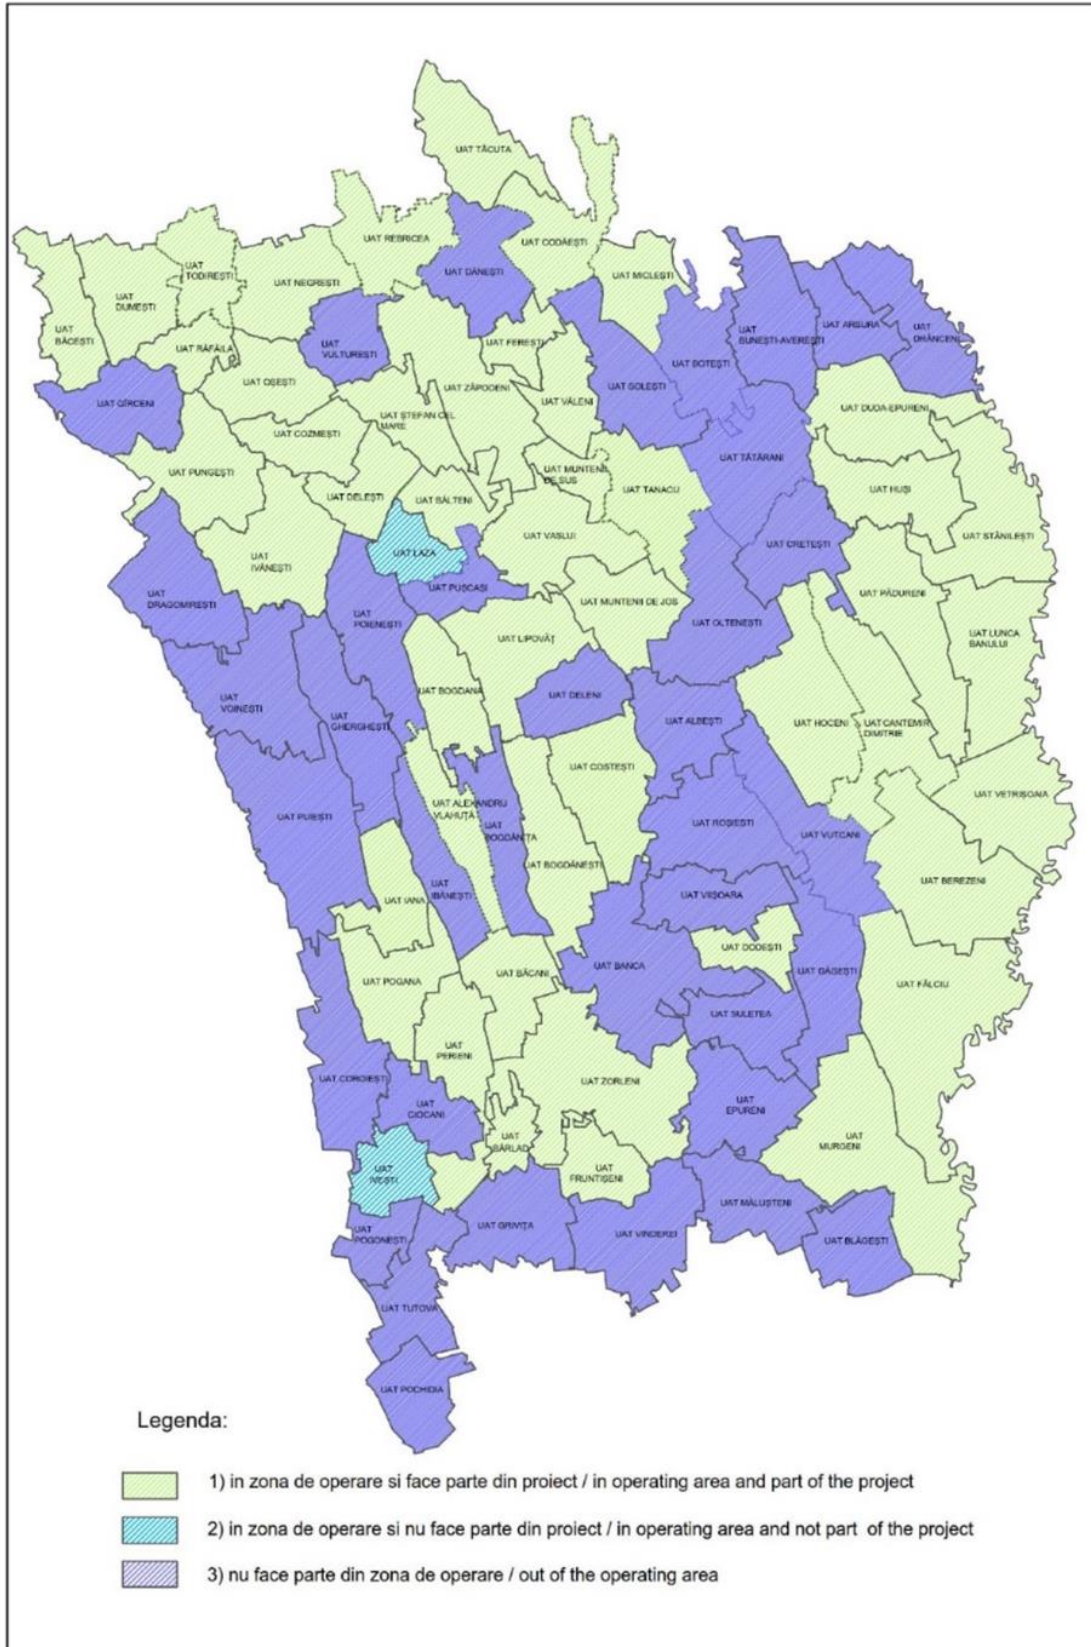 UAT TĂCUTA
UAT REBRICEA
UAT CODĂEȘTI
UAT DĂNEȘTI
UAT
TODIREȘTI
UAT NEGREȘTI
UAT MICLEȘTI
UAT
DUMEȘTI
UAT
BĂCEȘTI
UAT
VULTUREȘTI
UAT FEREȘTI
UAT RAFAILA
UAT
BUNEȘTI-AVEREȘTI
UAT ARSURA
UAT
DRÂNCENI
UAT BOTEȘTI
UAT OȘEȘTI
UAT ZĂPODENI
UAT SOLEȘTI
UAT GÎRCENI
UAT VĂLENI
UAT DUDA-EPURENI
UAT ȘTEFAN CEL
MARE
UAT COZMEȘTI
UAT TĂTĂRANI
UAT PUNGEȘTI
UAT MUNTENII
DE SUS
UAT TANACU
UAT HUȘI
UAT DELEȘTI
UAT BĂLTENI
UAT VASLUI
UAT STĂNILEȘTI
UAT CREȚEȘTI
UAT LAZA
UAT
IVĂNEȘTI
UAT PUSCASI
UAT
DRAGOMIREȘTI
UAT MUNTENII DE JOS
UAT PĂDURENI
UAT
POIENEȘTI
UAT OLTENEȘTI
UAT LIPOVĂȚ
UAT LUNCA
BANULUI
UAT BOGDANA
UAT DELENI
UAT
VOINEȘTI
UAT
GHERGHEȘTI
UAT ALBEȘTI
UAT HOCENI
UAT CANTEMIR
DIMITRIE
UAT COSTEȘTI
UAT VETRIȘOAIA
UAT ALEXANDRU
VLAHUȚĂ
UAT PUIEȘTI
UAT
BOGDĂNIȚA
UAT ROȘIEȘTI
UAT VUTCANI
UAT BOGDĂNEȘTI
UAT BEREZENI
UAT
IBĂNEȘTI
UAT VIIȘOARA
UAT IANA
UAT DODEȘTI
UAT BANCA
UAT GĂGEȘTI
UAT BĂCANI
UAT POGANA
UAT FĂLCIU
UAT SULETEA
UAT
PERIENI
UAT COROIEȘTI
UAT ZORLENI
UAT
CIOCANI
UAT
EPURENI
UAT
BÂRLAD
UAT
MURGENI
UAT
IVEȘTI
UAT
FRUNTIȘENI
UAT MĂLUȘTENI
UAT GRIVIȚA
UAT VINDEREI
UAT
POGONEȘTI
UAT BLĂGEȘTI
UAT TUTOVA
UAT POCHIDIA
Legenda:
1) in zona de operare si face parte din proiect / in operating area and part of the project
2) in zona de operare si nu face parte din proiect / in operating area and not part of the project
3) nu face parte din zona de operare / out of the operating area